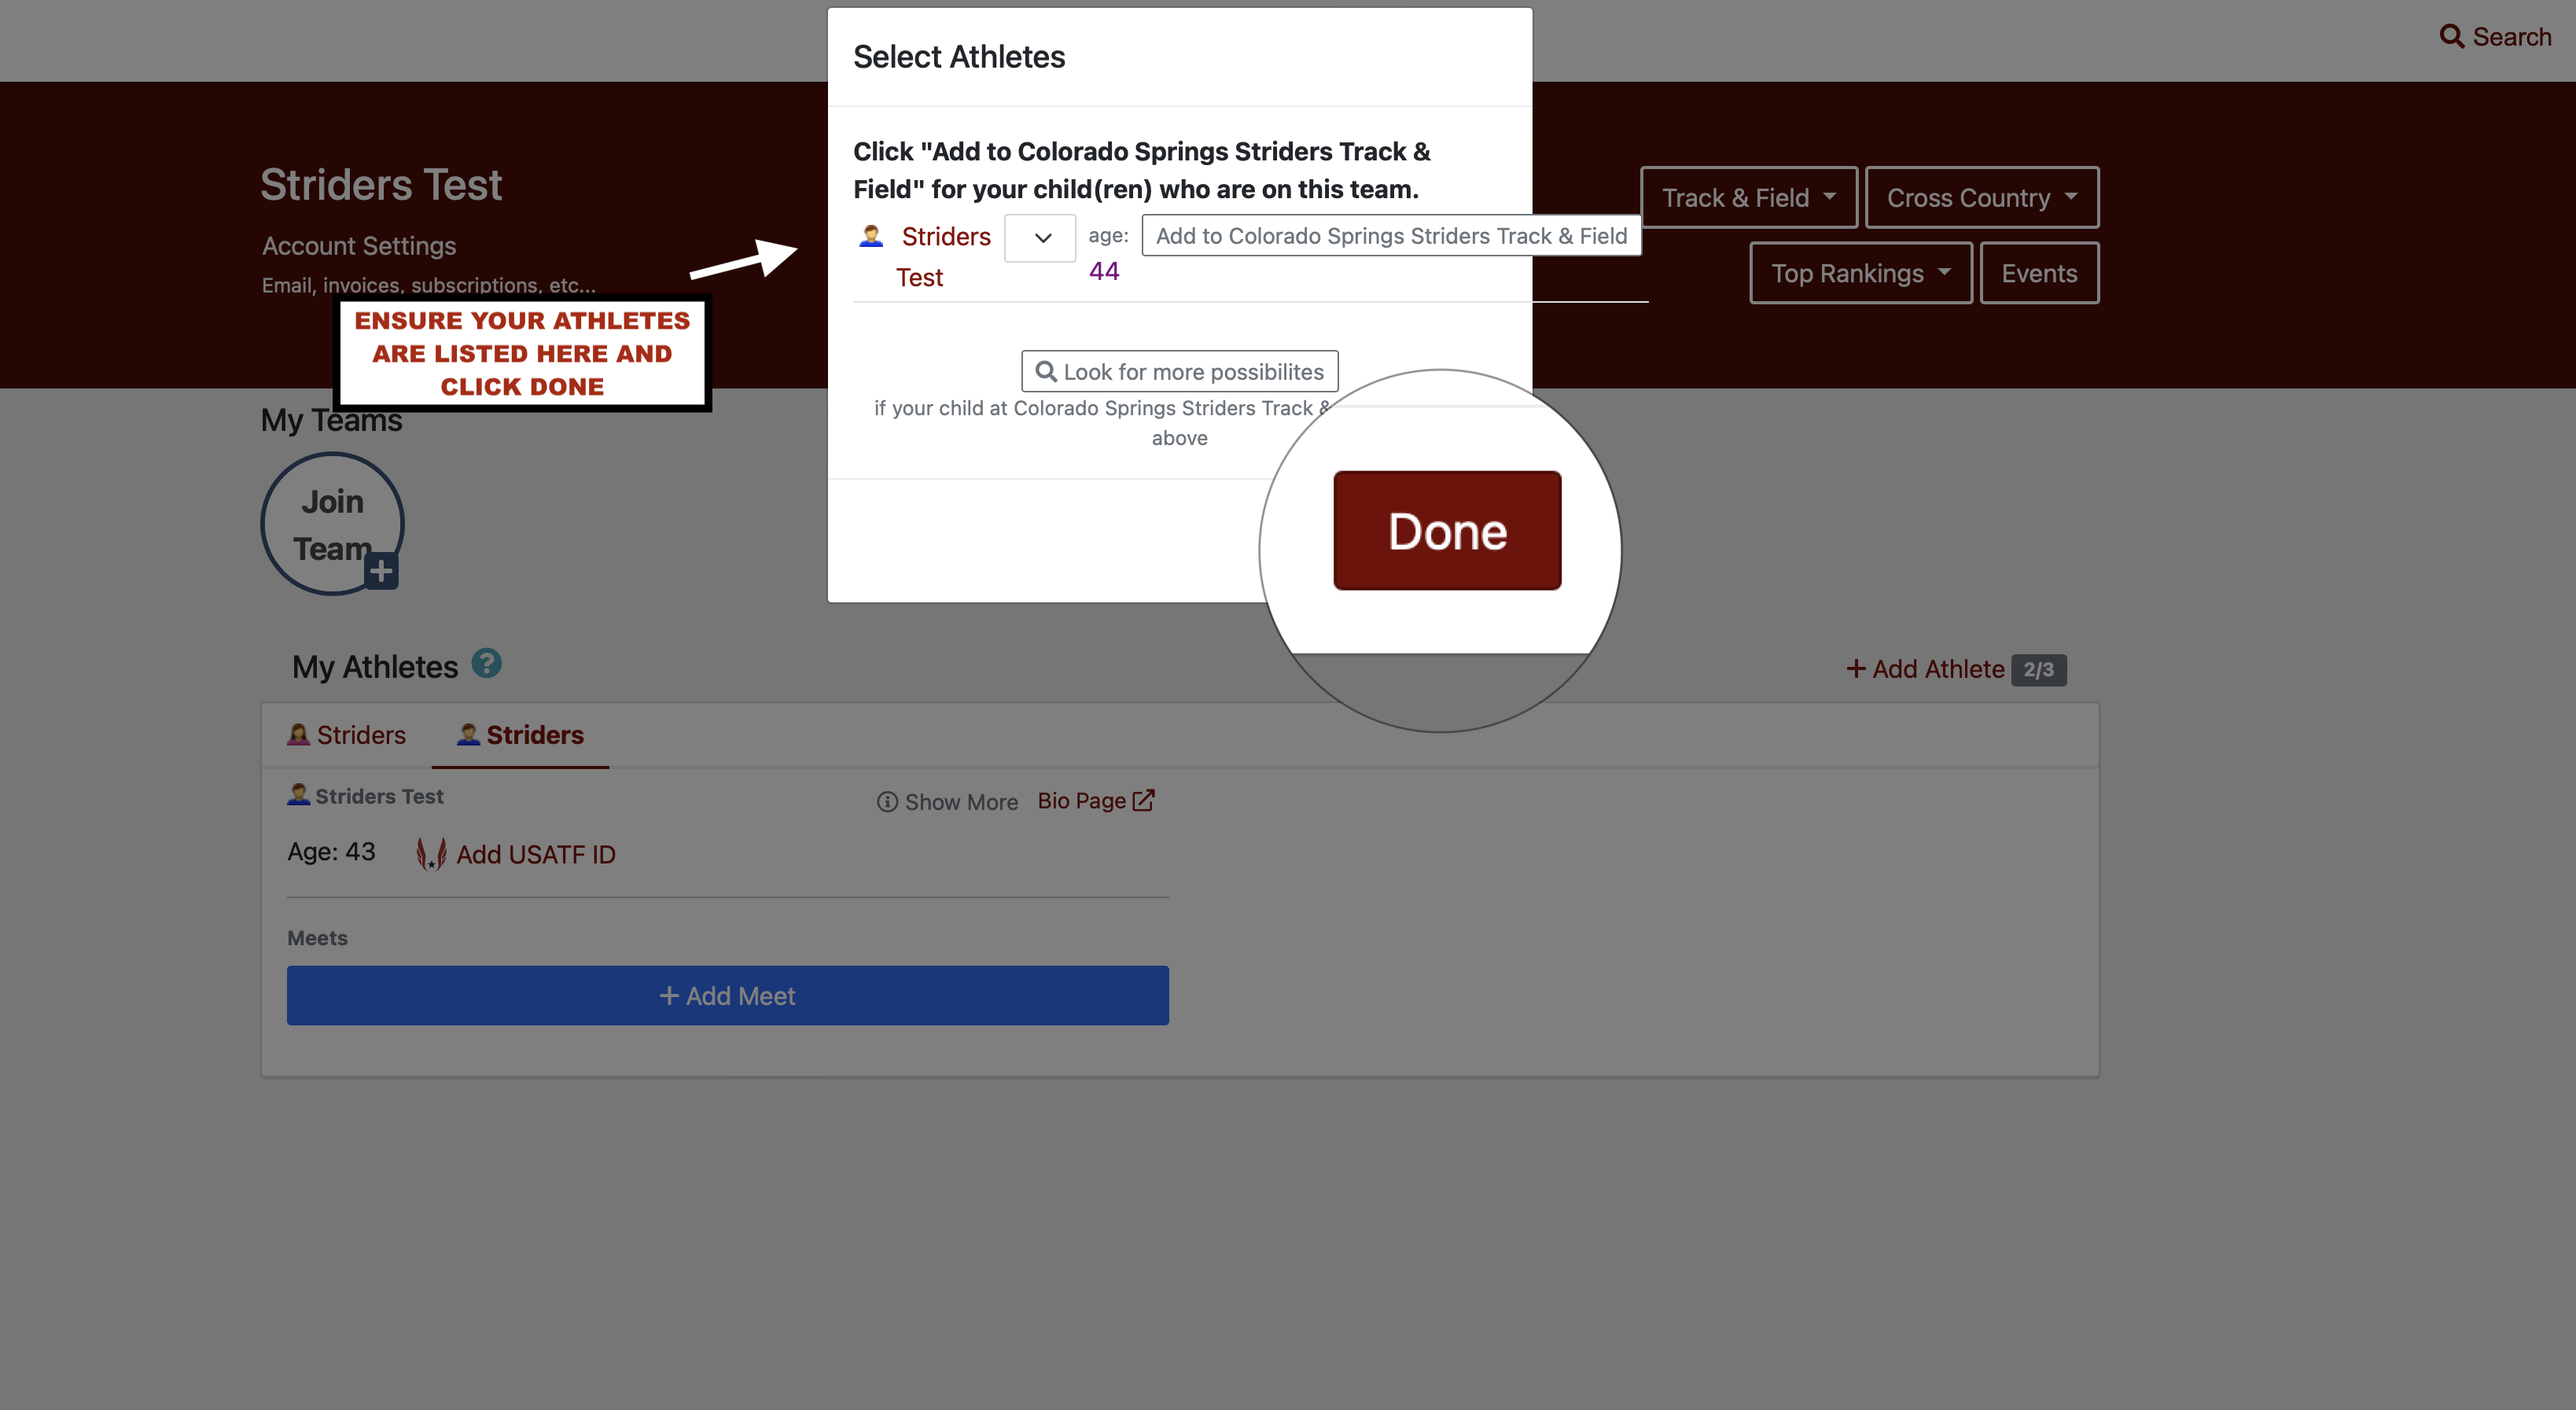 Search
Select Athletes
Click "Add to Colorado Springs Striders Track &
Field" for your child(ren) who are on this team.
Striders
Test
age:
44
Add to Colorado Springs Striders Track & Field
Look for more possibilites
if your child at Colorado Springs Striders Track &
above
Done
Striders Test
Account Settings
Email, invoices, subscriptions, etc...
ENSURE YOUR ATHLETES
ARE LISTED HERE AND
CLICK DONE
Track & Field
Cross Country
Top Rankings
Events
My Teams
Join
Team
My Athletes ?
+ Add Athlete 2/3
Striders
Striders
Striders Test
Show More
Bio Page
Age: 43
Add USATF ID
Meets
+ Add Meet